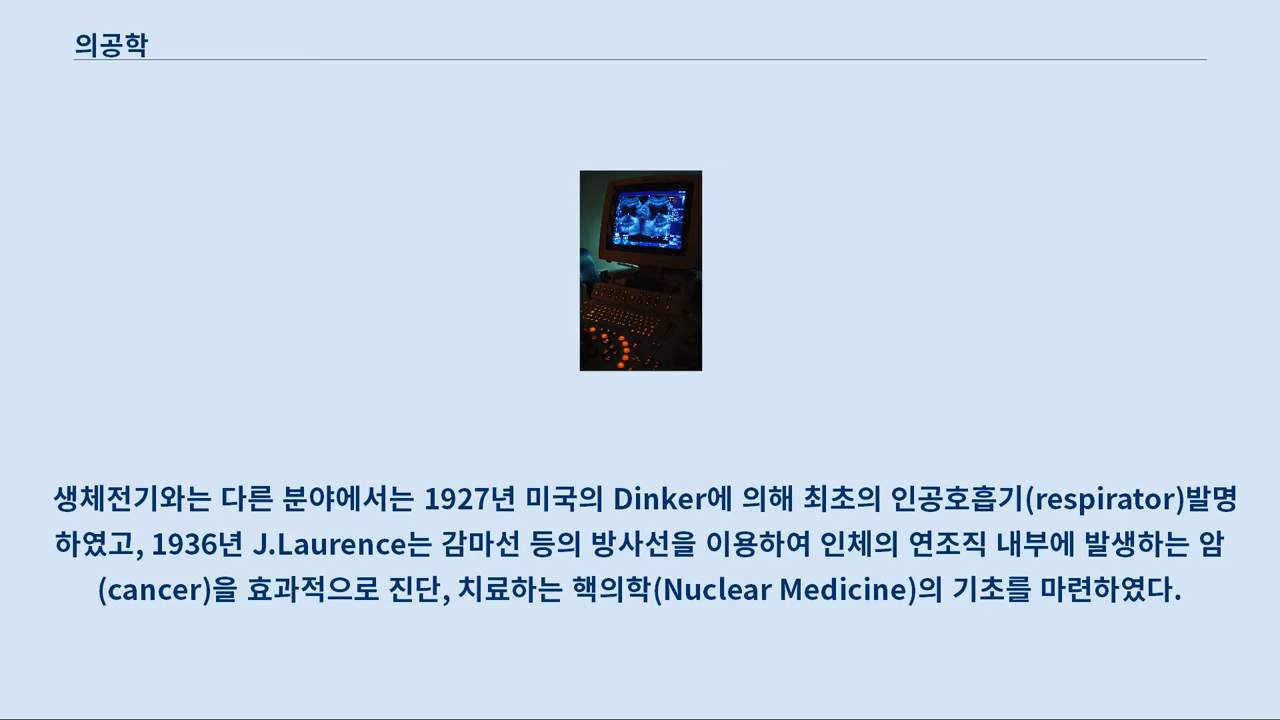 의공학
생체전기와는 다른 분야에서는 1927년 미국의 Dinker에 의해 최초의 인공호흡기(respirator)발명
하였고, 1936년 J.Laurence는 감마선 등의 방사선을 이용하여 인체의 연조직 내부에 발생하는 암
(cancer)을 효과적으로 진단, 치료하는 핵의학(Nuclear Medicine)의 기초를 마련하였다.